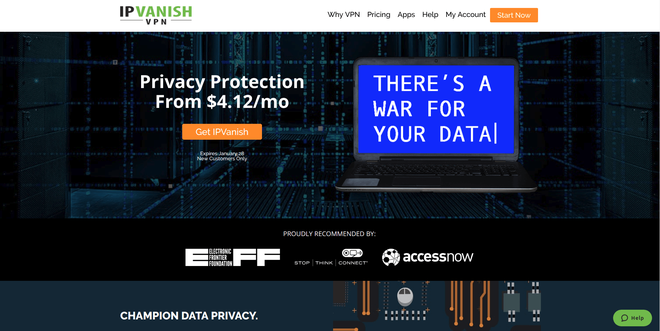 IPVANISH
VPN
Why VPN Pricing Apps Help My Account Start Now
Privacy Protection
From $4.12/mo
Get IPVanish
Expires January 28
New Customers Only
THERE'S A
WAR FOR
YOUR DATA
PROUDLY RECOMMENDED BY:
ELECTRONIC
FRONTIER
FOUNDATION
EFF
STOP | THINK | CONNECT™
accessnow
CHAMPION DATA PRIVACY.
Help